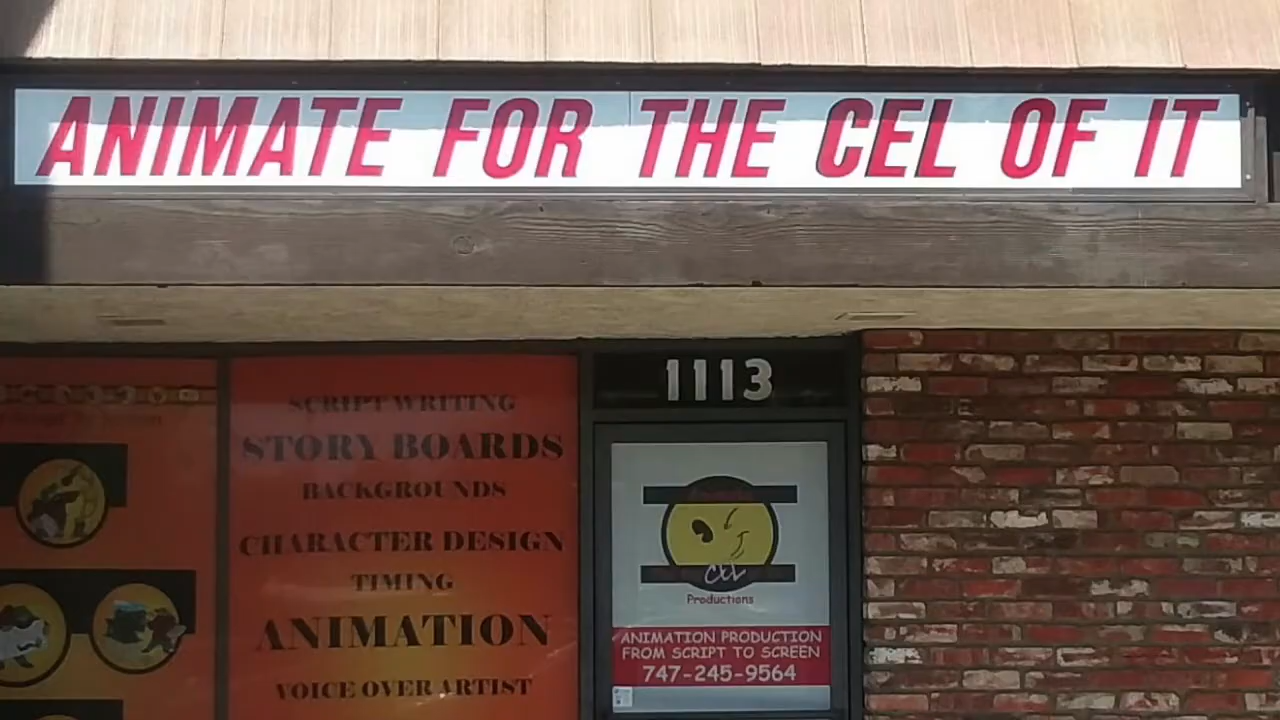 ANIMATE FOR THE CEL OF IT
1113
SCRIPT WRITING
STORY BOARDS
BACKGROUNDS
CHARACTER DESIGN
TIMING
ANIMATION
VOICE OVER ARTIST
CEL
Productions
ANIMATION PRODUCTION
FROM SCRIPT TO SCREEN
747-245-9564